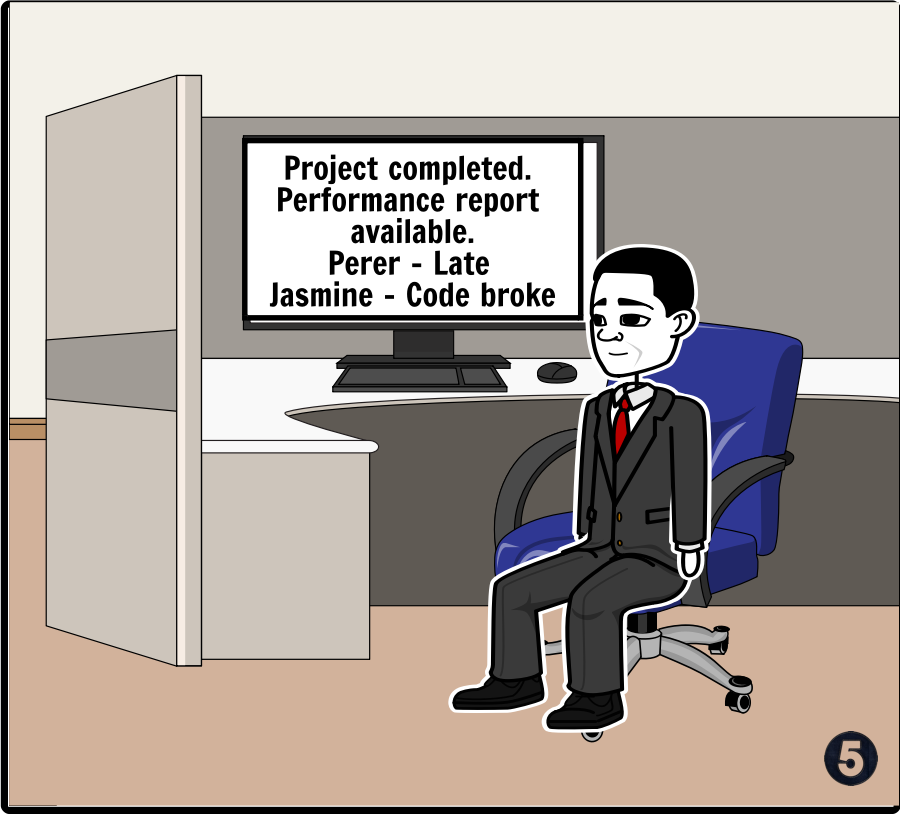 Project completed.
Performance report
available.
Perer - Late
Jasmine - Code broke
5